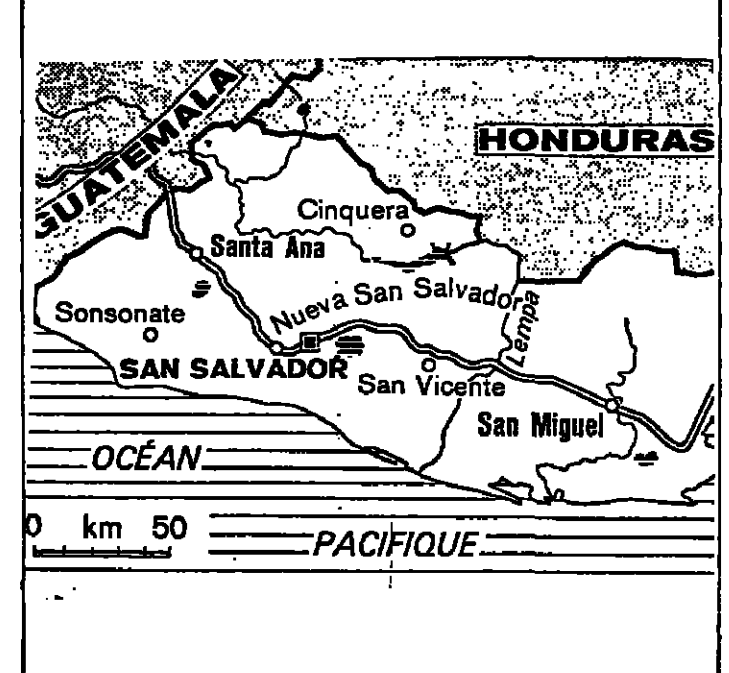 GUATEMALA
HONDURAS
Cinquera
Santa Ana
Nueva San Salvador
Sonsonate
Lempa
SAN SALVADOR
San Vicente
San Miguel
OCÉAN
0 km 50
PACIFIQUE